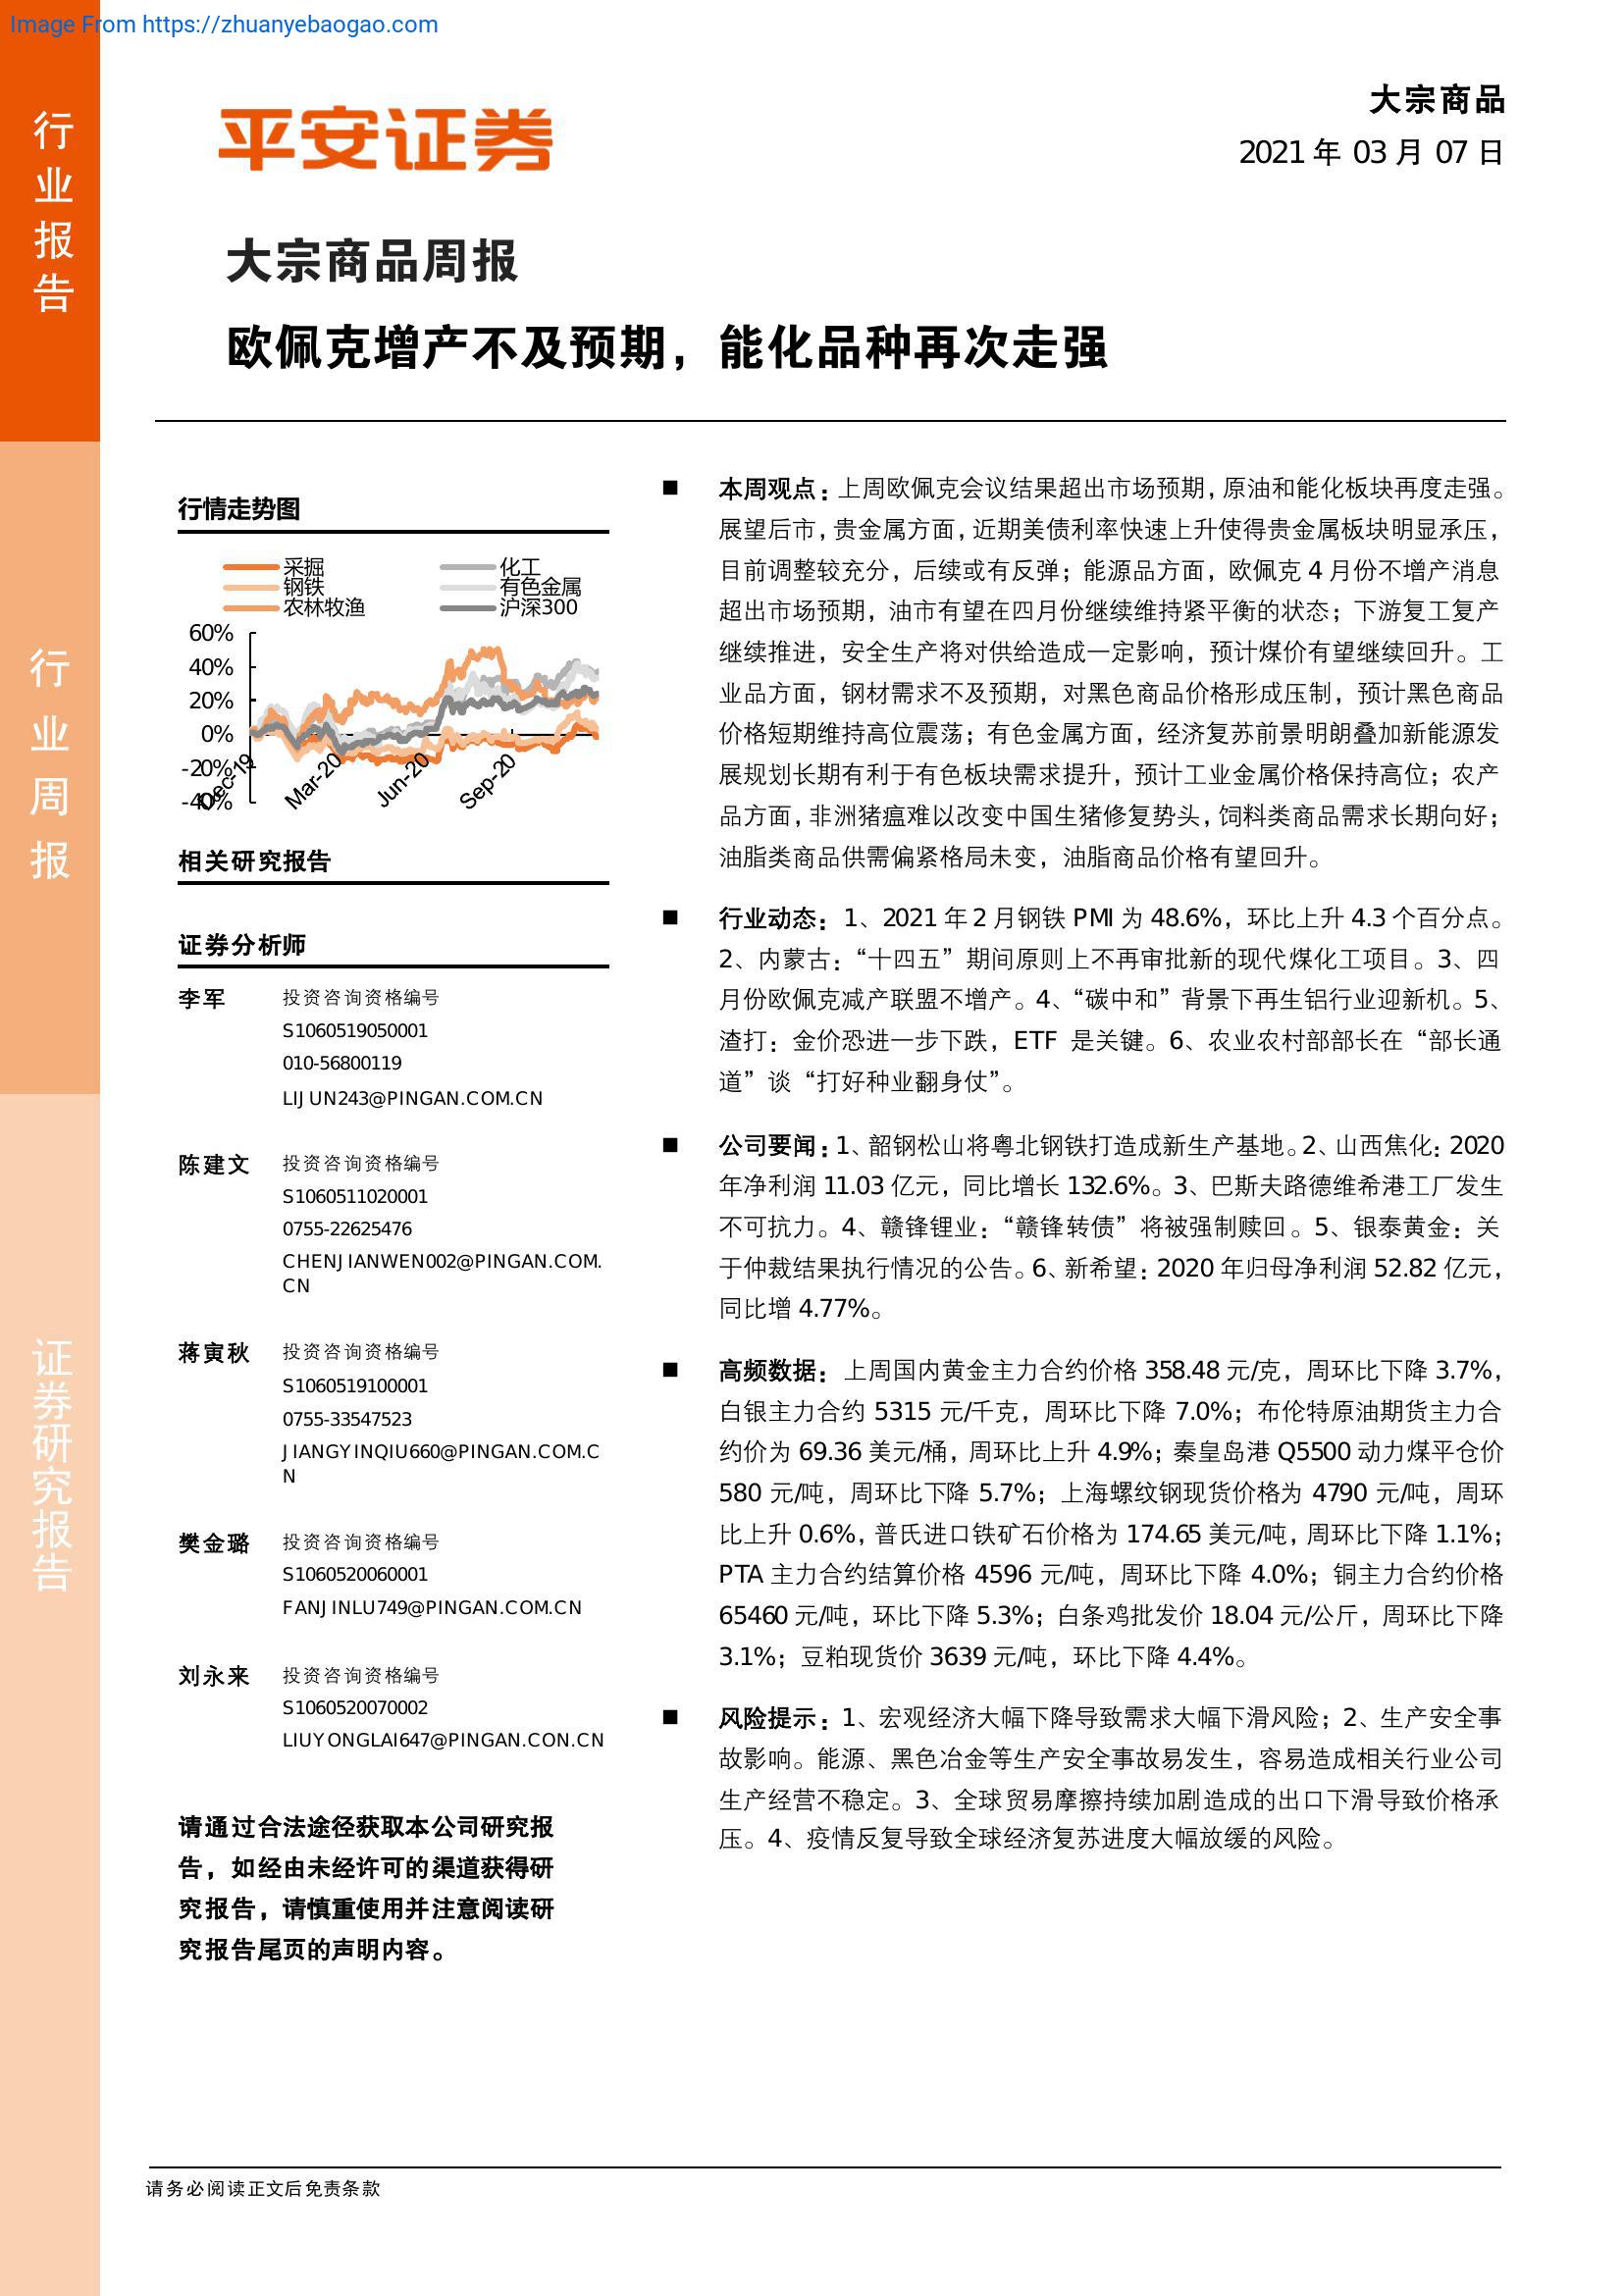 Image From https://zhuanyebaogao.com
行业报告
行业周报
证券研究报告
平安证券
大宗商品
2021 年 03 月 07 日
大宗商品周报
欧佩克增产不及预期，能化品种再次走强
行情走势图
采掘 化工
钢铁 有色金属
农林牧渔 沪深300
60%
40%
20%
0%
-20%
-40%
Dec-19 Mar-20 Jun-20 Sep-20
相关研究报告
证券分析师
李军 投资咨询资格编号
S1060519050001
010-56800119
LIJUN243@PINGAN.COM.CN
陈建文 投资咨询资格编号
S1060511020001
0755-22625476
CHENJIANWEN002@PINGAN.COM.
CN
蒋寅秋 投资咨询资格编号
S1060519100001
0755-33547523
JIANGYINQIU660@PINGAN.COM.C
N
樊金璐 投资咨询资格编号
S1060520060001
FANJINLU749@PINGAN.COM.CN
刘永来 投资咨询资格编号
S1060520070002
LIUYONGLAI647@PINGAN.CON.CN
请通过合法途径获取本公司研究报
告，如经由未经许可的渠道获得研
究报告，请慎重使用并注意阅读研
究报告尾页的声明内容。
■ 本周观点：上周欧佩克会议结果超出市场预期，原油和能化板块再度走强。
展望后市，贵金属方面，近期美债利率快速上升使得贵金属板块明显承压，
目前调整较充分，后续或有反弹；能源品方面，欧佩克 4 月份不增产消息
超出市场预期，油市有望在四月份继续维持紧平衡的状态；下游复工复产
继续推进，安全生产将对供给造成一定影响，预计煤价有望继续回升。工
业品方面，钢材需求不及预期，对黑色商品价格形成压制，预计黑色商品
价格短期维持高位震荡；有色金属方面，经济复苏前景明朗叠加新能源发
展规划长期有利于有色板块需求提升，预计工业金属价格保持高位；农产
品方面，非洲猪瘟难以改变中国生猪修复势头，饲料类商品需求长期向好；
油脂类商品供需偏紧格局未变，油脂商品价格有望回升。
■ 行业动态：1、2021 年 2 月钢铁 PMI 为 48.6%，环比上升 4.3 个百分点。
2、内蒙古：“十四五”期间原则上不再审批新的现代煤化工项目。3、四
月份欧佩克减产联盟不增产。4、“碳中和”背景下再生铝行业迎新机。5、
渣打：金价恐进一步下跌，ETF 是关键。6、农业农村部部长在“部长通
道”谈“打好种业翻身仗”。
■ 公司要闻：1、韶钢松山将粤北钢铁打造成新生产基地。2、山西焦化：2020
年净利润 11.03 亿元，同比增长 132.6%。3、巴斯夫路德维希港工厂发生
不可抗力。4、赣锋锂业：“赣锋转债”将被强制赎回。5、银泰黄金：关
于仲裁结果执行情况的公告。6、新希望：2020 年归母净利润 52.82 亿元，
同比增 4.77%。
■ 高频数据：上周国内黄金主力合约价格 358.48 元/克，周环比下降 3.7%，
白银主力合约 5315 元/千克，周环比下降 7.0%；布伦特原油期货主力合
约价为 69.36 美元/桶，周环比上升 4.9%；秦皇岛港 Q5500 动力煤平仓价
580 元/吨，周环比下降 5.7%；上海螺纹钢现货价格为 4790 元/吨，周环
比上升 0.6%，普氏进口铁矿石价格为 174.65 美元/吨，周环比下降 1.1%；
PTA 主力合约结算价格 4596 元/吨，周环比下降 4.0%；铜主力合约价格
65460 元/吨，环比下降 5.3%；白条鸡批发价 18.04 元/公斤，周环比下降
3.1%；豆粕现货价 3639 元/吨，环比下降 4.4%。
■ 风险提示：1、宏观经济大幅下降导致需求大幅下滑风险；2、生产安全事
故影响。能源、黑色冶金等生产安全事故易发生，容易造成相关行业公司
生产经营不稳定。3、全球贸易摩擦持续加剧造成的出口下滑导致价格承
压。4、疫情反复导致全球经济复苏进度大幅放缓的风险。
请务必阅读正文后免责条款